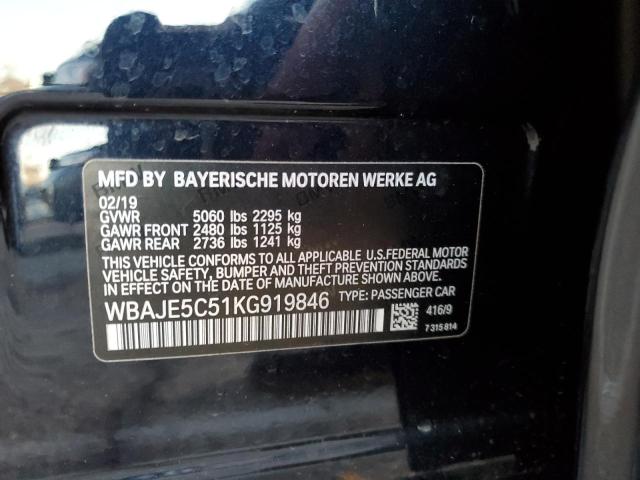 MFD BY BAYERISCHE MOTOREN WERKE AG
02/19
GVWR 5060 lbs 2295 kg
GAWR FRONT 2480 lbs 1125 kg
GAWR REAR 2736 lbs 1241 kg
THIS VEHICLE CONFORMS TO ALL APPLICABLE U.S.FEDERAL MOTOR
VEHICLE SAFETY, BUMPER AND THEFT PREVENTION STANDARDS
IN EFFECT ON DATE OF MANUFACTURE SHOWN ABOVE.
WBAJE5C51KG919846 TYPE: PASSENGER CAR
416/9
7 315 814